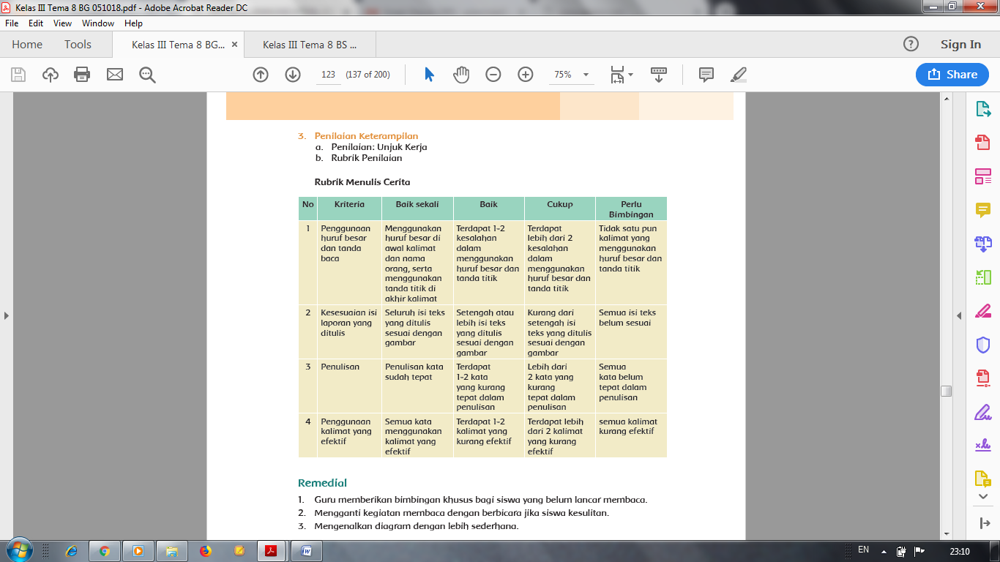 Kelas III Tema 8 BG 051018.pdf - Adobe Acrobat Reader DC
File Edit View Window Help
Home Tools Kelas III Tema 8 BG... × Kelas III Tema 8 BS ... ? Sign In
123 (137 of 200) 75% Share
3. Penilaian Keterampilan
a. Penilaian: Unjuk Kerja
b. Rubrik Penilaian
Rubrik Menulis Cerita
No Kriteria Baik sekali Baik Cukup Perlu
Bimbingan
1 Penggunaan Menggunakan Terdapat 1-2 Terdapat Tidak satu pun
huruf besar huruf besar di kesalahan lebih dari 2 kalimat yang
dan tanda awal kalimat dalam kesalahan menggunakan
baca dan nama menggunakan dalam huruf besar dan
orang, serta huruf besar dan menggunakan tanda titik
menggunakan tanda titik huruf besar dan
tanda titik di tanda titik
akhir kalimat
2 Kesesuaian isi Seluruh isi teks Setengah atau Kurang dari Semua isi teks
laporan yang yang ditulis lebih isi teks setengah isi belum sesuai
ditulis sesuai dengan yang ditulis teks yang ditulis
gambar sesuai dengan sesuai dengan
gambar gambar
3 Penulisan Penulisan kata Terdapat Lebih dari Semua
sudah tepat 1-2 kata 2 kata yang kata belum
yang kurang kurang tepat dalam
tepat dalam tepat dalam penulisan
penulisan penulisan
4 Penggunaan Semua kata Terdapat 1-2 Terdapat lebih semua kalimat
kalimat yang menggunakan kalimat yang dari 2 kalimat kurang efektif
efektif kalimat yang kurang efektif yang kurang
efektif efektif
Remedial
1. Guru memberikan bimbingan khusus bagi siswa yang belum lancar membaca.
2. Mengganti kegiatan membaca dengan berbicara jika siswa kesulitan.
3. Mengenalkan diagram dengan lebih sederhana.
EN 23:10